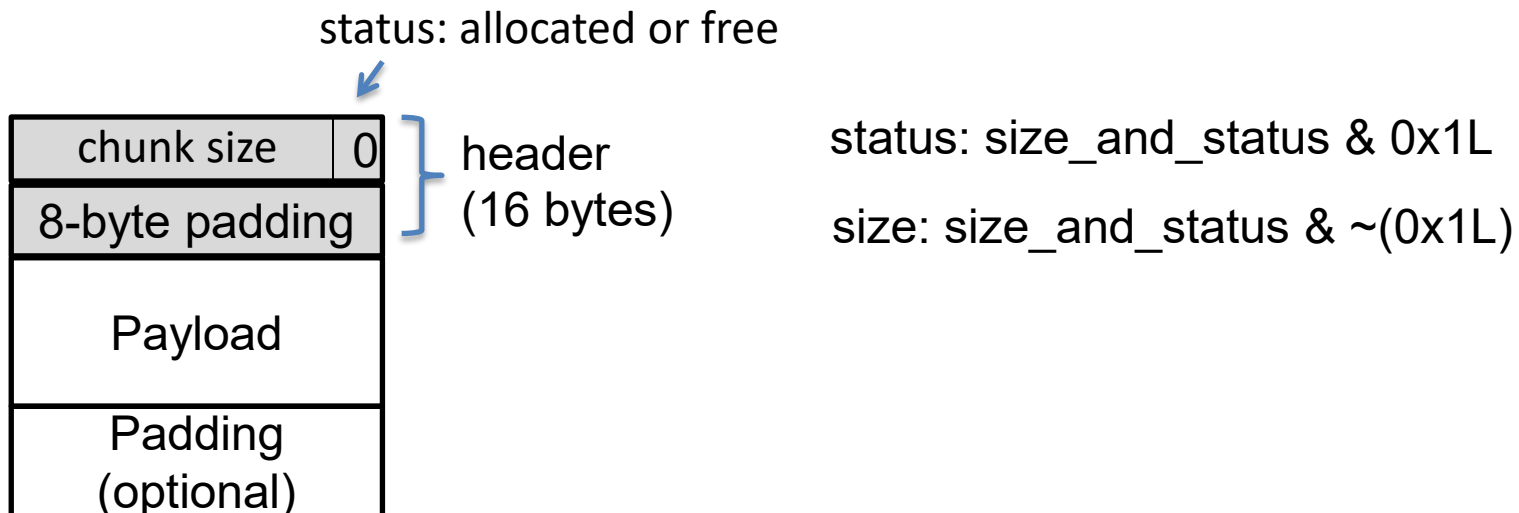 status: allocated or free
chunk size 0
8-byte padding
header
(16 bytes)
Payload
Padding
(optional)
status: size_and_status & 0x1L
size: size_and_status & ~(0x1L)